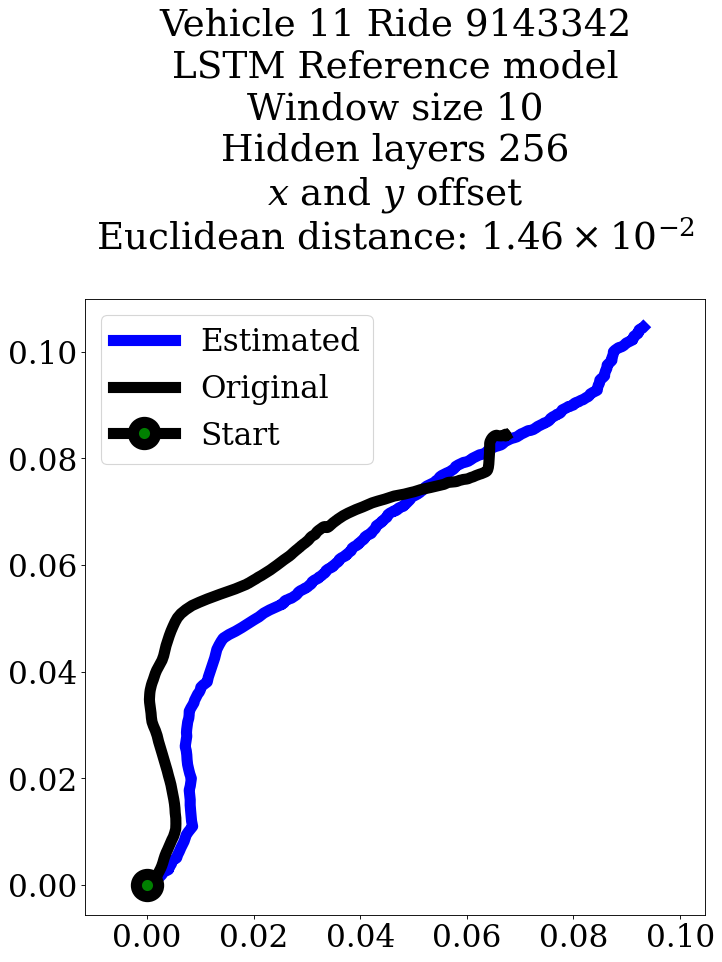 Vehicle 11 Ride 9143342
LSTM Reference model
Window size 10
Hidden layers 256
x and y offset
Euclidean distance: 1.46 × 10⁻²
Estimated
Original
Start
0.10
0.08
0.06
0.04
0.02
0.00
0.00 0.02 0.04 0.06 0.08 0.10